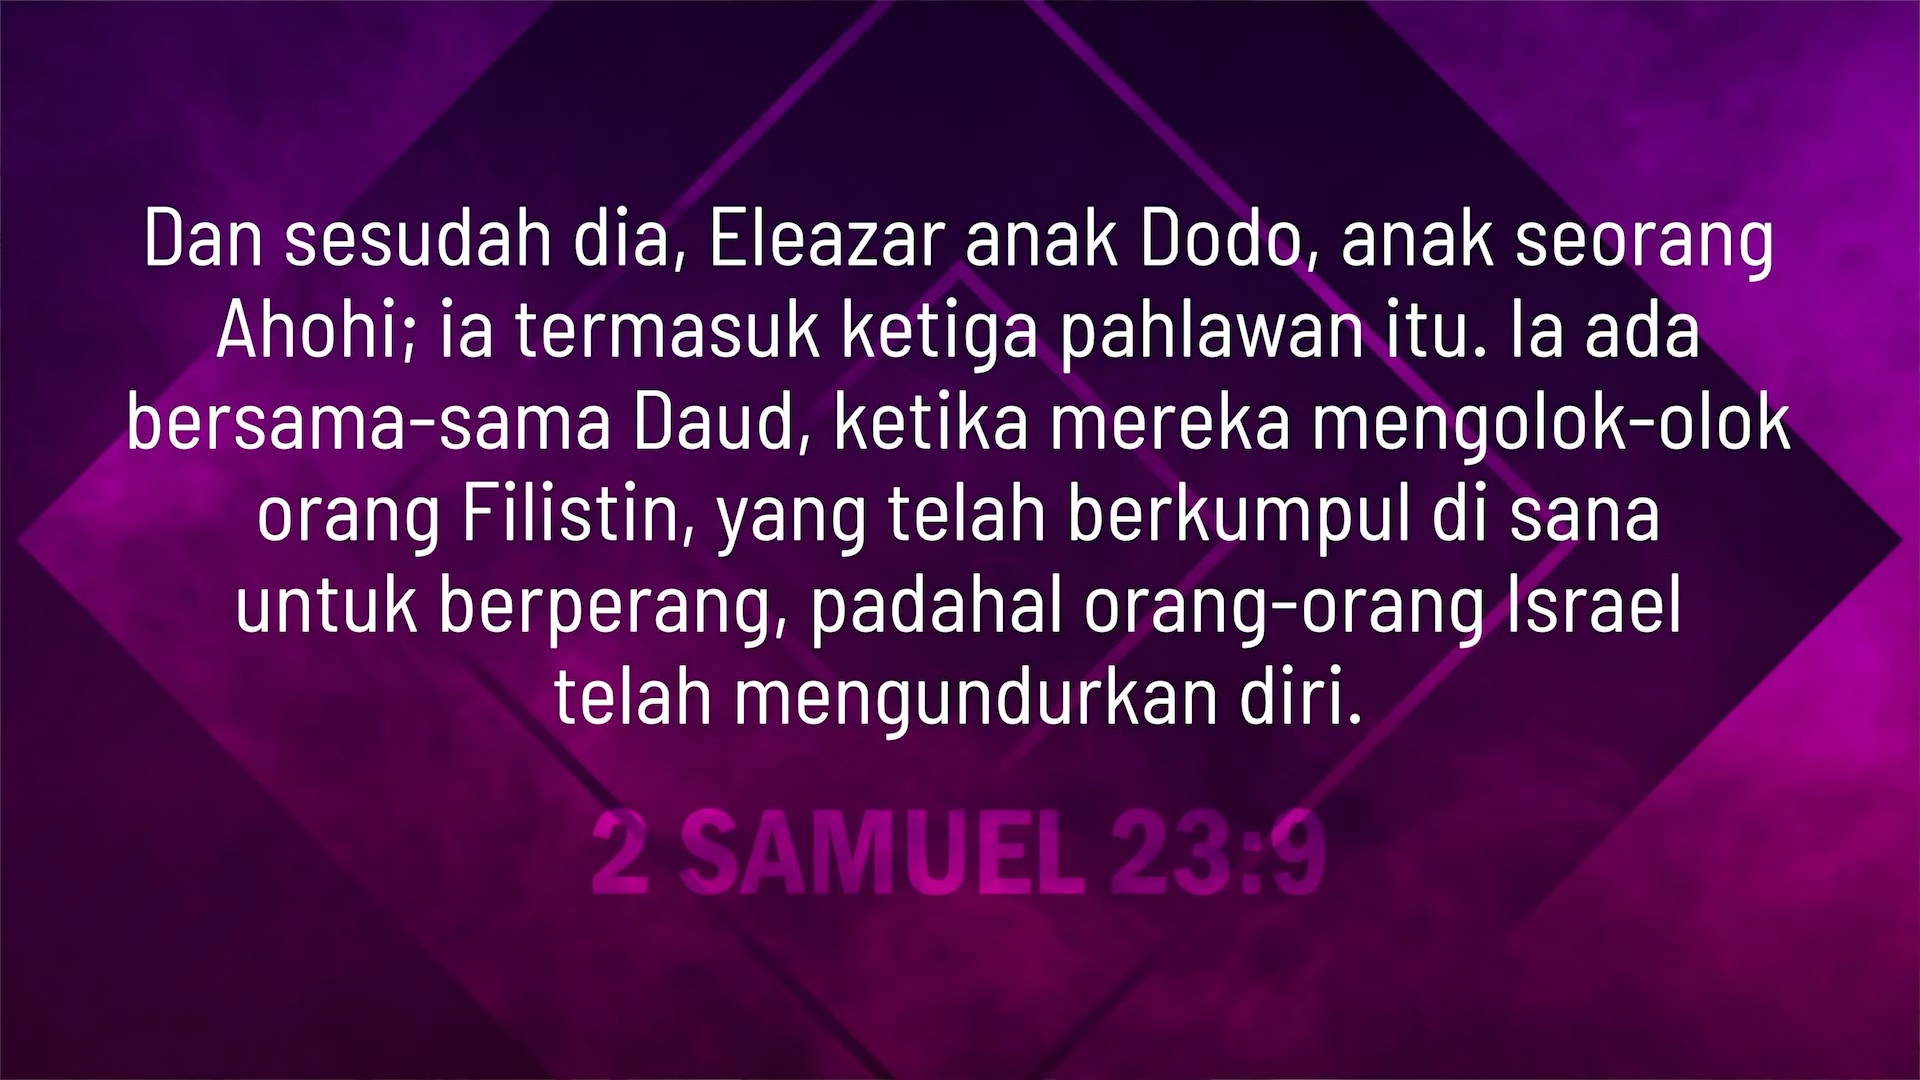 Dan sesudah dia, Eleazar anak Dodo, anak seorang
Ahohi; ia termasuk ketiga pahlawan itu. Ia ada
bersama-sama Daud, ketika mereka mengolok-olok
orang Filistin, yang telah berkumpul di sana
untuk berperang, padahal orang-orang Israel
telah mengundurkan diri.
2 SAMUEL 23:9